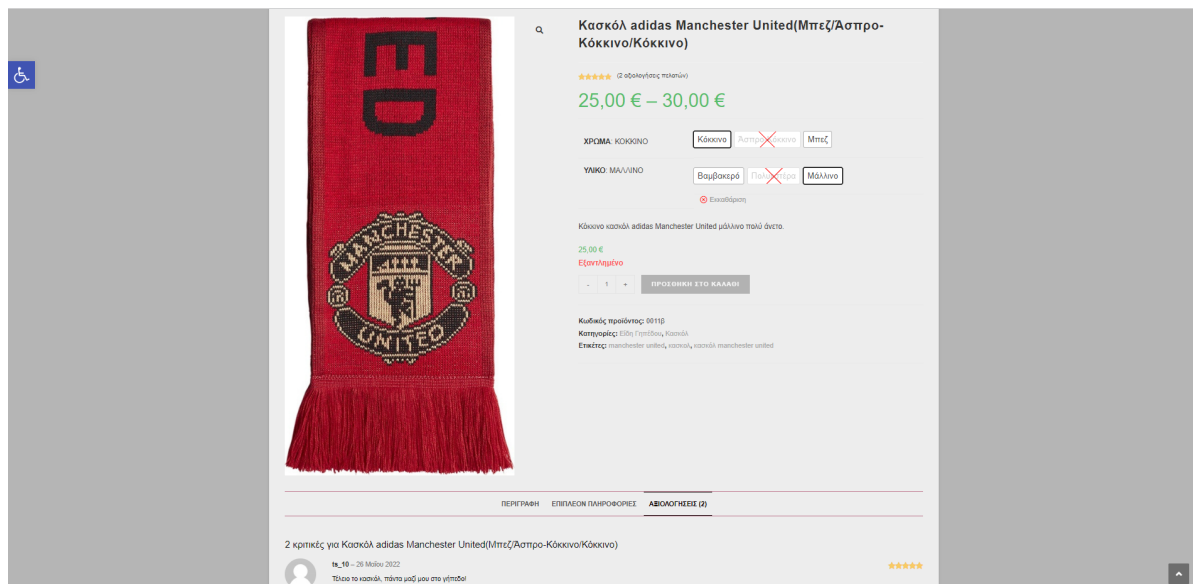 ED
MANCHESTER
UNITED
Κασκόλ adidas Manchester United(Μπεζ/Άσπρο-
Κόκκινο/Κόκκινο)
(2 αξιολογήσεις πελατών)
25,00 € – 30,00 €
ΧΡΩΜΑ: ΚΟΚΚΙΝΟ
Κόκκινο Άσπρο-Κόκκινο Μπεζ
ΥΛΙΚΟ: ΜΑΛΛΙΝΟ
Βαμβακερό Μάλλινο
Εκκαθάριση
Κόκκινο κασκόλ adidas Manchester United μάλλινο πολύ άνετο.
25,00 €
Εξαντλημένο
- 1 + ΠΡΟΣΘΗΚΗ ΣΤΟ ΚΑΛΑΘΙ
Κωδικός προϊόντος: 0011β
Κατηγορίες: Είδη Γηπέδου, Κασκόλ
Ετικέτες: manchester united, κασκολ, κασκόλ manchester united
ΠΕΡΙΓΡΑΦΗ ΕΠΙΠΛΕΟΝ ΠΛΗΡΟΦΟΡΙΕΣ ΑΞΙΟΛΟΓΗΣΕΙΣ (2)
2 κριτικές για Κασκόλ adidas Manchester United(Μπεζ/Άσπρο-Κόκκινο/Κόκκινο)
ts_10 – 26 Μαΐου 2022
Τέλειο το κασκόλ, πάντα μαζί μου στο γήπεδο!